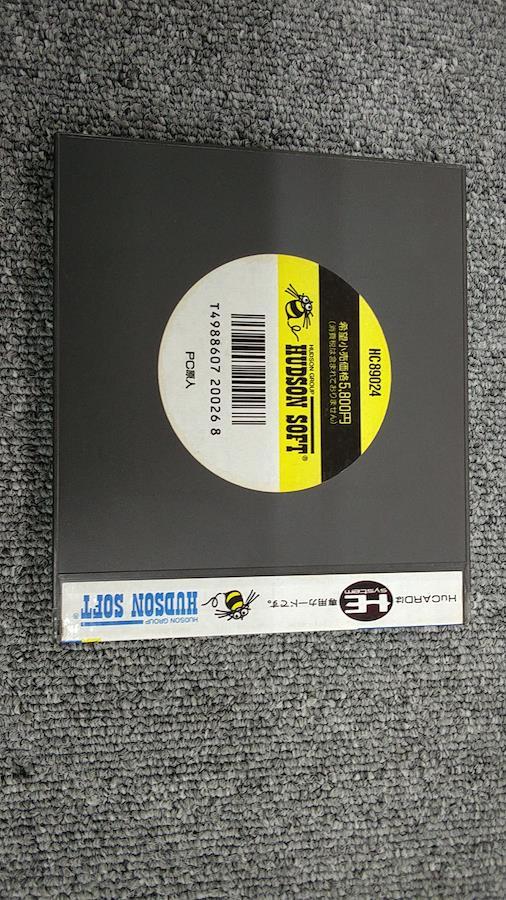 HC89024
希望小売価格5,800円
(消費税は含まれておりません)
HUDSON GROUP
HUDSON SOFT®
T4988607 20026 8
PC原人
HuCARDは
HE
SYSTEM
専用カードです。
HUDSON GROUP
HUDSON SOFT®